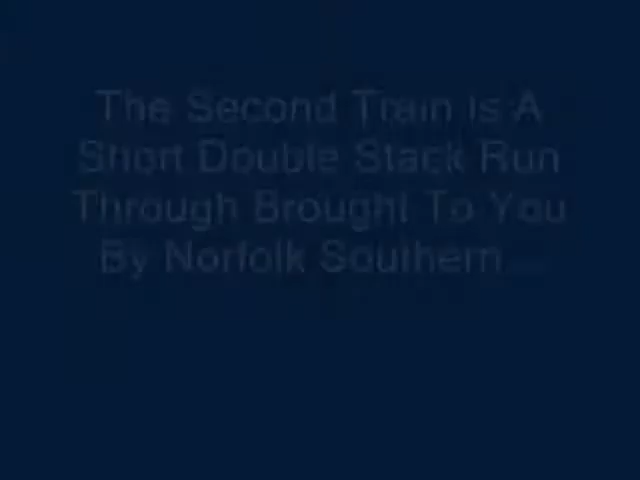 The Second Train Is A
Short Double Stack Run
Through Brought To You
By Norfolk Southern...